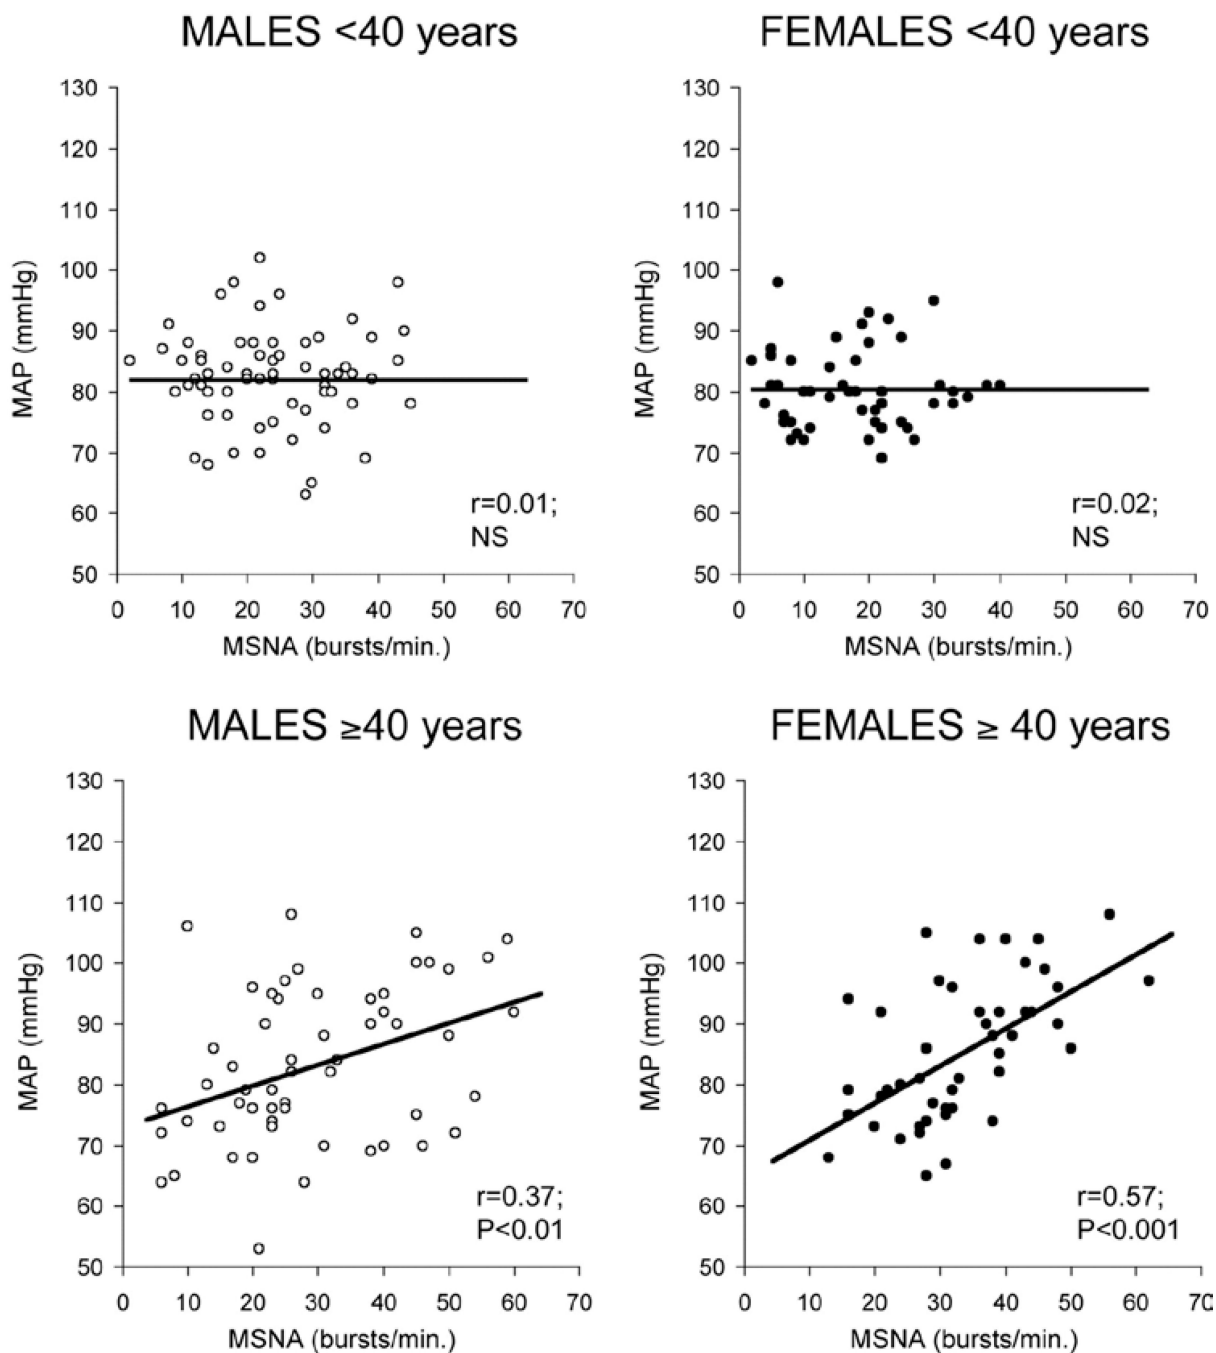 MALES <40 years
FEMALES <40 years
130
120
110
100
90
80
70
60
50
MAP (mmHg)
0 10 20 30 40 50 60 70
MSNA (bursts/min.)
r=0.01;
NS
130
120
110
100
90
80
70
60
50
MAP (mmHg)
0 10 20 30 40 50 60 70
MSNA (bursts/min.)
r=0.02;
NS
MALES ≥40 years
FEMALES ≥ 40 years
130
120
110
100
90
80
70
60
50
MAP (mmHg)
0 10 20 30 40 50 60 70
MSNA (bursts/min.)
r=0.37;
P<0.01
130
120
110
100
90
80
70
60
50
MAP (mmHg)
0 10 20 30 40 50 60 70
MSNA (bursts/min.)
r=0.57;
P<0.001